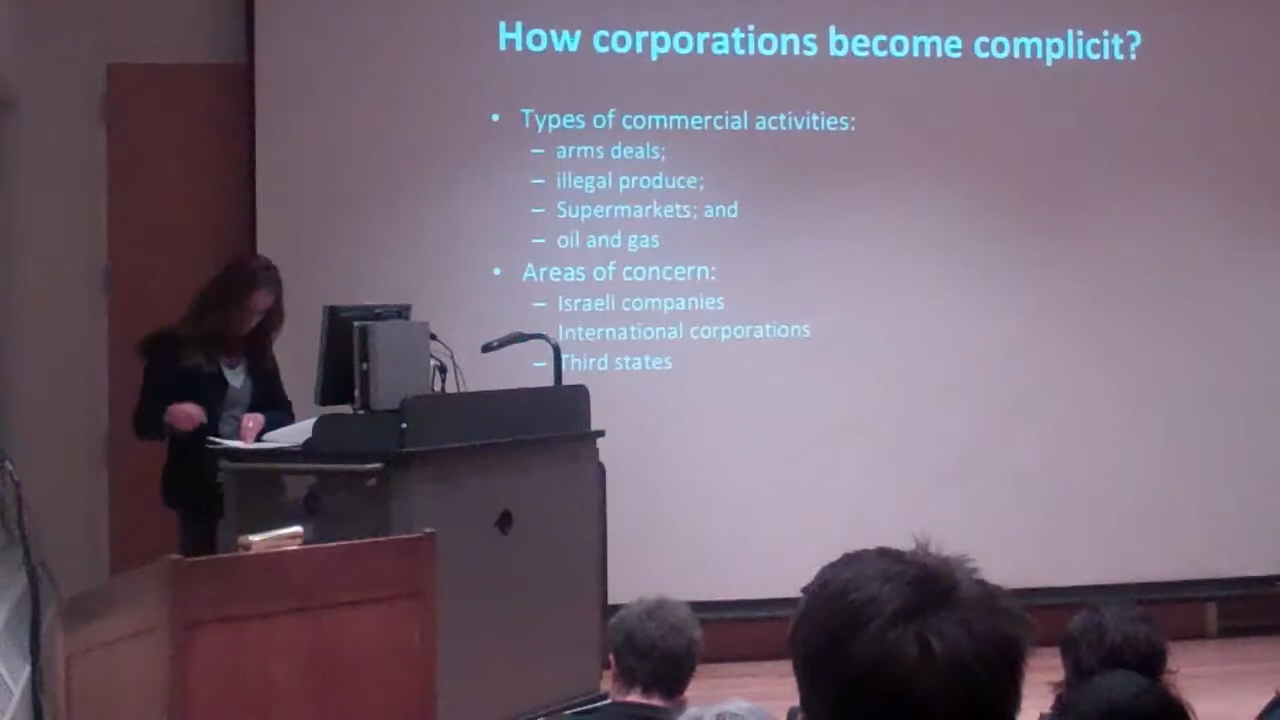 How corporations become complicit?
• Types of commercial activities:
– arms deals;
– illegal produce;
– Supermarkets; and
– oil and gas
• Areas of concern:
– Israeli companies
– International corporations
– Third states